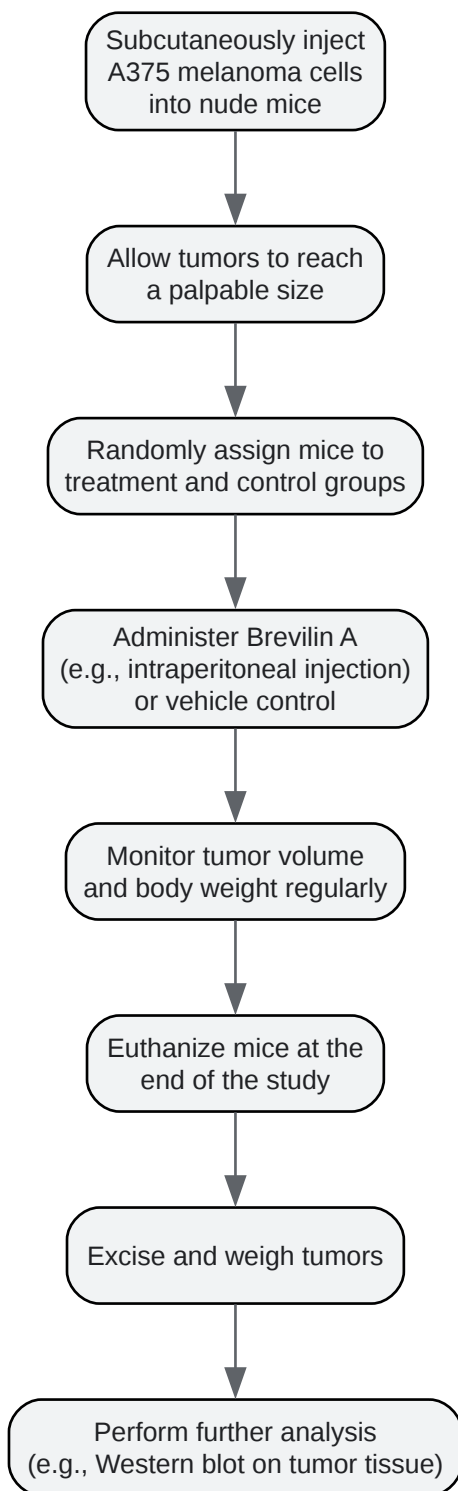 Subcutaneously inject
A375 melanoma cells
into nude mice
Allow tumors to reach
a palpable size
Randomly assign mice to
treatment and control groups
Administer Brevilin A
(e.g., intraperitoneal injection)
or vehicle control
Monitor tumor volume
and body weight regularly
Euthanize mice at the
end of the study
Excise and weigh tumors
Perform further analysis
(e.g., Western blot on tumor tissue)